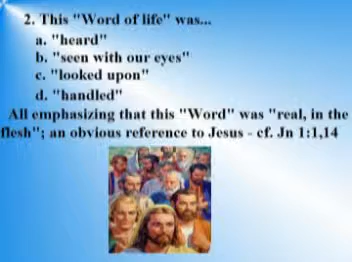 2. This "Word of life" was...
a. "heard"
b. "seen with our eyes"
c. "looked upon"
d. "handled"
All emphasizing that this "Word" was "real, in the
flesh"; an obvious reference to Jesus - cf. Jn 1:1,14